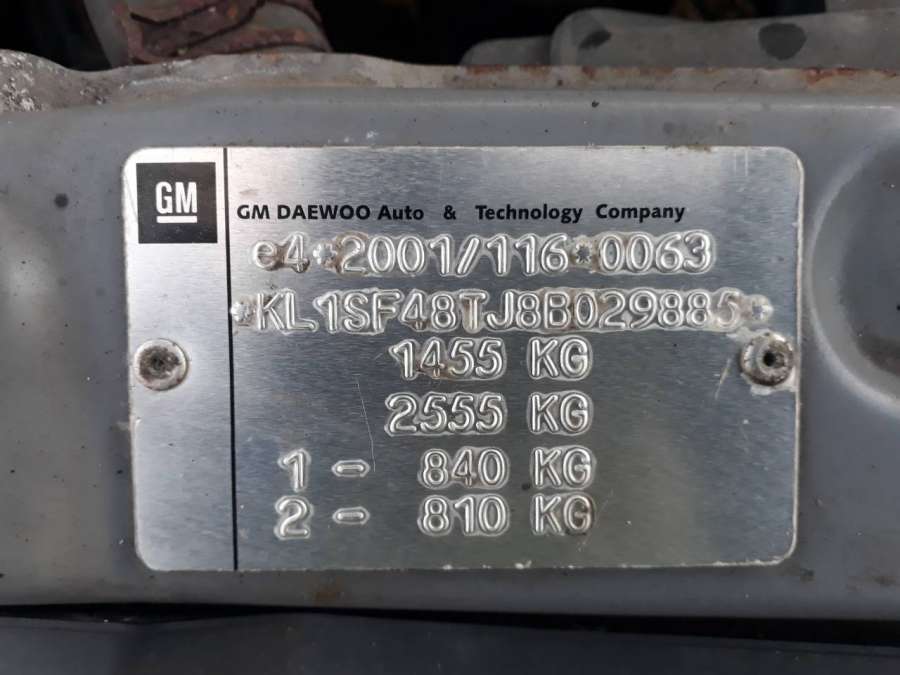 GM
GM DAEWOO Auto & Technology Company
e4*2001/116*0063
*KL1SF48TJ8B029885*
1455 KG
2555 KG
1 - 840 KG
2 - 810 KG